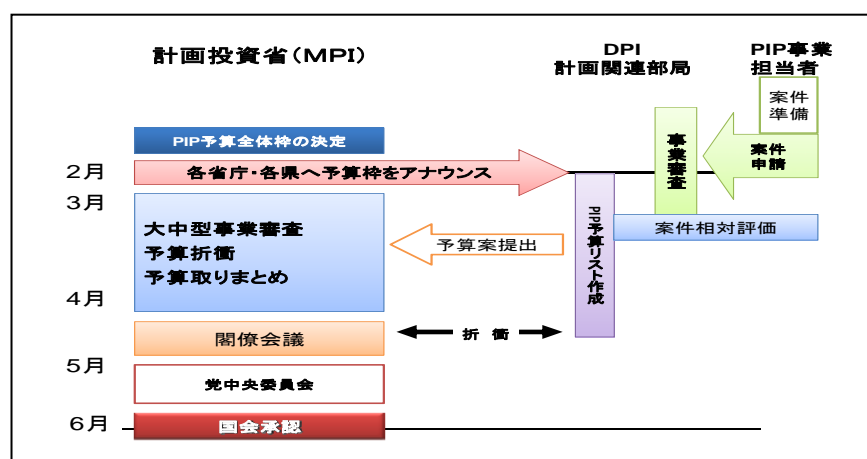 計画投資省（MPI）
DPI
計画関連部局
PIP事業
担当者
案件
準備
PIP予算全体枠の決定
事業審査
案件
申請
2月
各省庁・各県へ予算枠をアナウンス
3月
大中型事業審査
予算折衝
予算取りまとめ
予算案提出
PIP予算リスト作成
案件相対評価
4月
閣僚会議
折衝
5月
党中央委員会
6月
国会承認